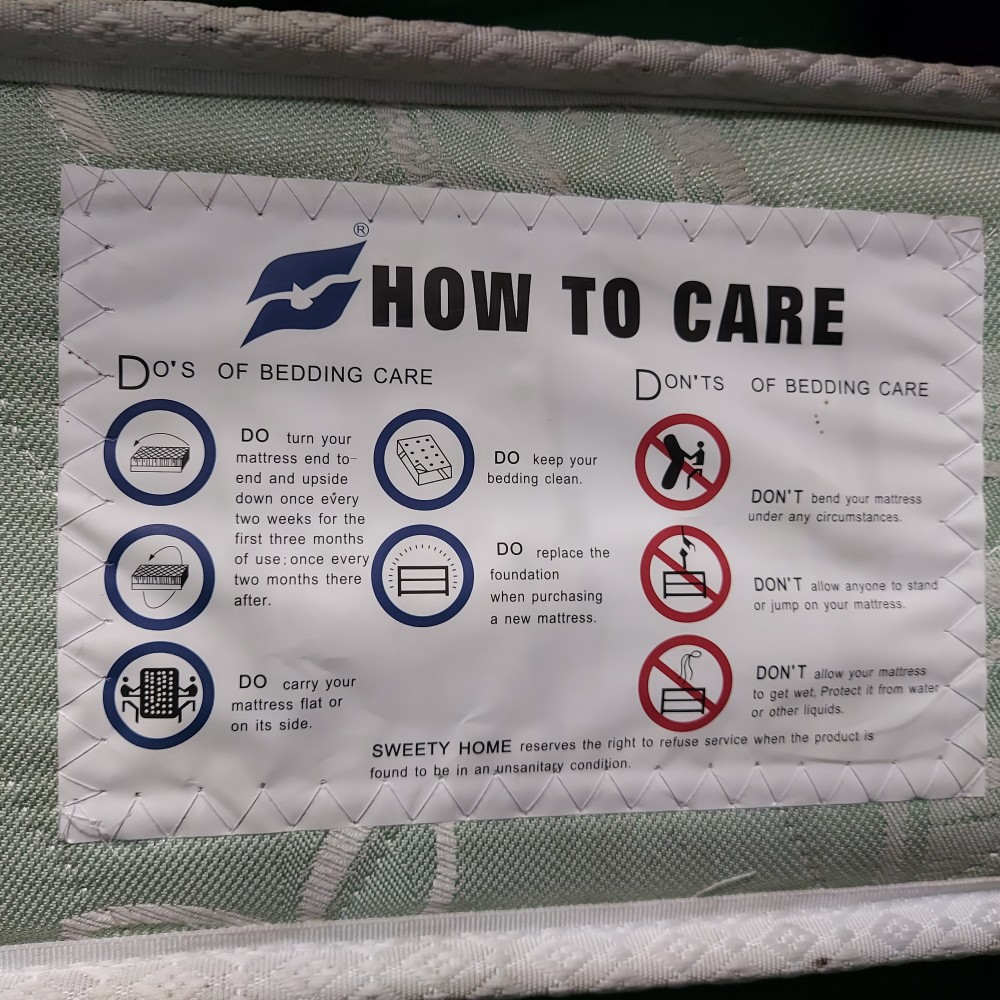 ®
HOW TO CARE
DO'S OF BEDDING CARE
DO turn your
mattress end to-
end and upside
down once every
two weeks for the
first three months
of use;once every
two months there
after.
DO carry your
mattress flat or
on its side.
DO keep your
bedding clean.
DO replace the
foundation
when purchasing
a new mattress.
DON'TS OF BEDDING CARE
DON'T bend your mattress
under any circumstances.
DON'T allow anyone to stand
or jump on your mattress.
DON'T allow your mattress
to get wet. Protect it from water
or other liquids.
SWEETY HOME reserves the right to refuse service when the product is
found to be in an unsanitary condition.